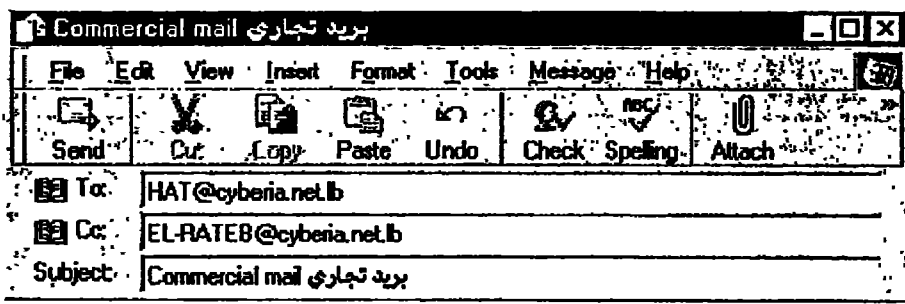 Commercial mail بريد تجاري
File Edit View Insert Format Tools Message Help
Send Cut Copy Paste Undo Check Spelling Attach
To: HAT@cyberia.net.lb
Cc: EL-RATEB@cyberia.net.lb
Subject: Commercial mail بريد تجاري